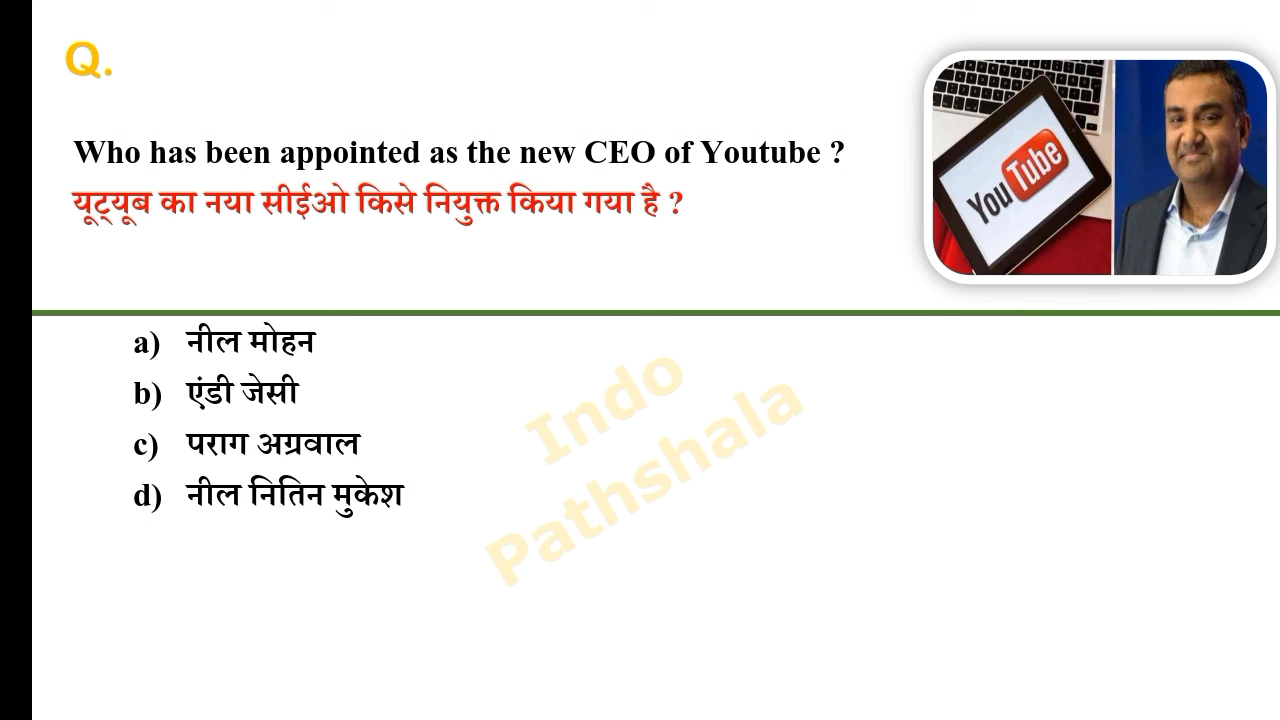 Q.
Who has been appointed as the new CEO of Youtube ?
यूट्यूब का नया सीईओ किसे नियुक्त किया गया है ?
You Tube
a) नील मोहन
b) एंडी जेसी
c) पराग अग्रवाल
d) नील नितिन मुकेश
Indo
Pathshala